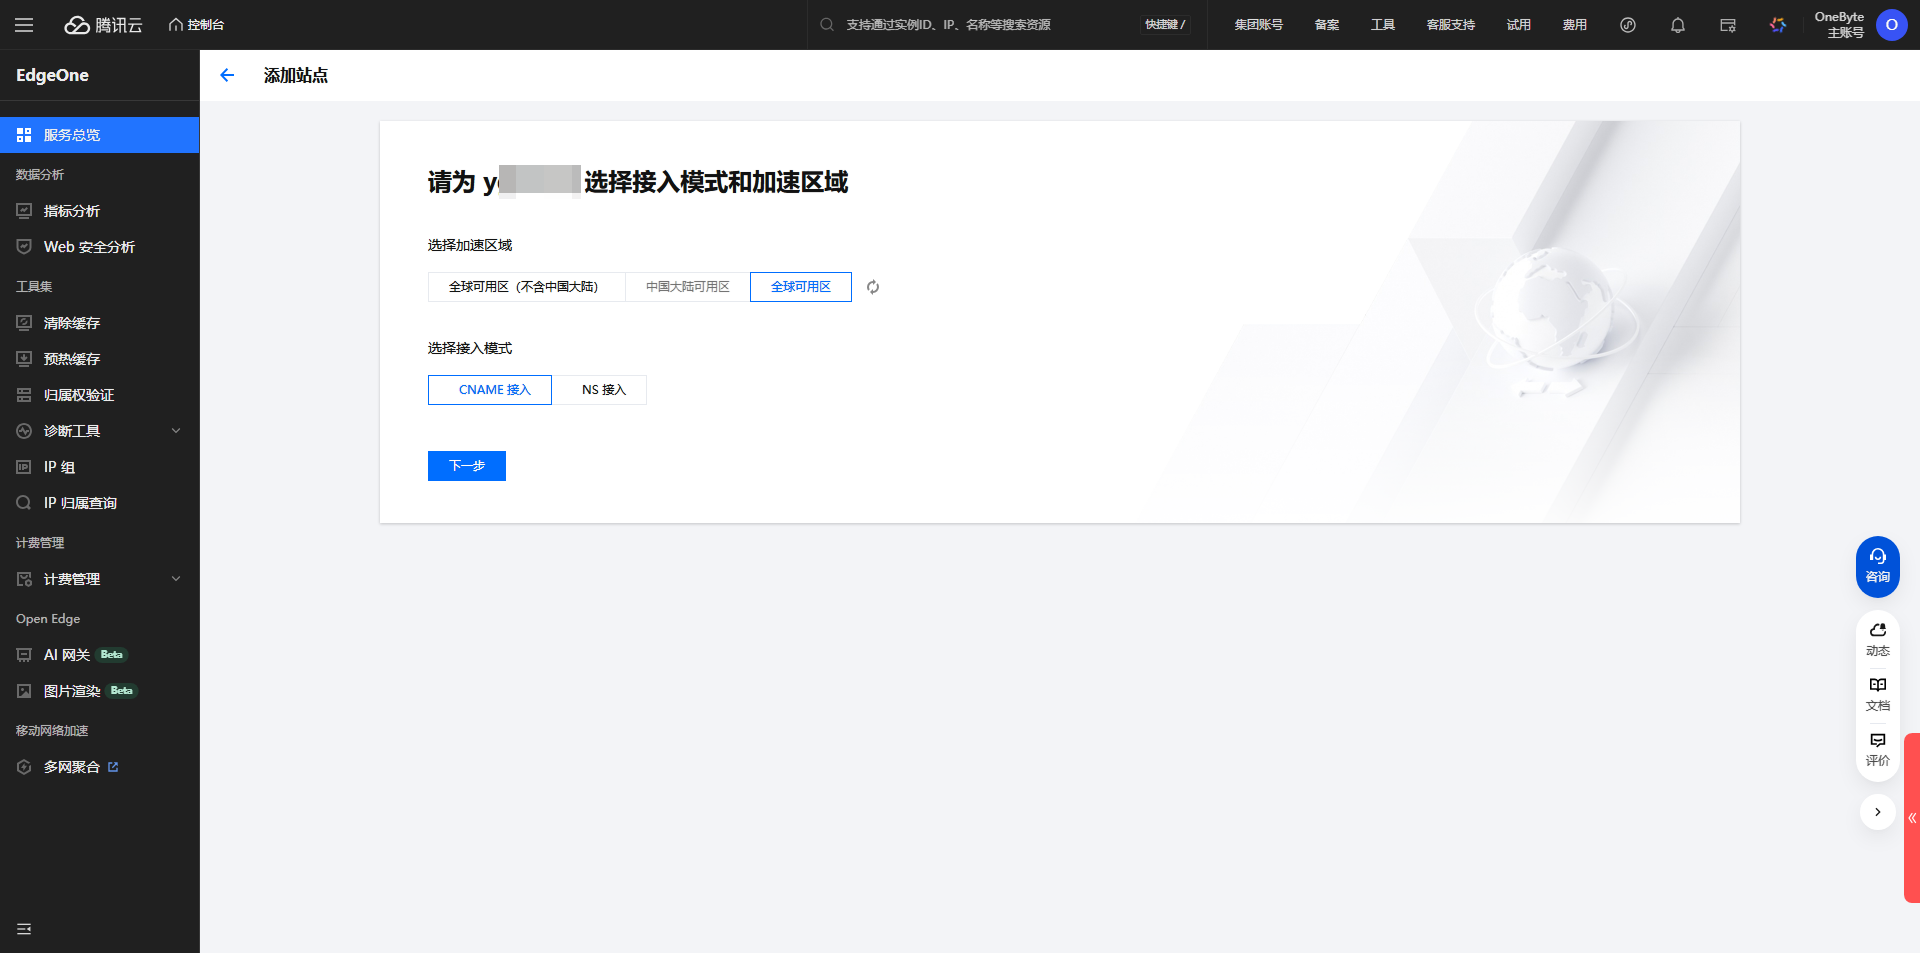 腾讯云
控制台
支持通过实例ID、IP、名称等搜索资源
快捷键 /
集团账号
备案
工具
客服支持
试用
费用
OneByte
主账号
O
EdgeOne
服务总览
数据分析
指标分析
Web 安全分析
工具集
清除缓存
预热缓存
归属权验证
诊断工具
IP 组
IP 归属查询
计费管理
计费管理
Open Edge
AI 网关 Beta
图片渲染 Beta
移动网络加速
多网聚合
添加站点
请为 y 选择接入模式和加速区域
选择加速区域
全球可用区（不含中国大陆）
中国大陆可用区
全球可用区
选择接入模式
CNAME 接入
NS 接入
下一步
咨询
动态
文档
评价